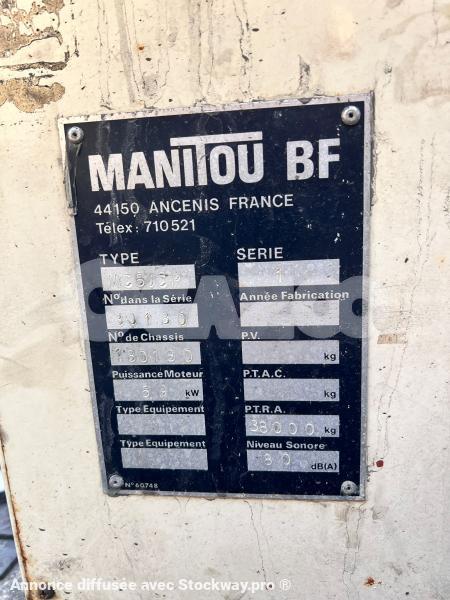 MANITOU BF
44150 ANCENIS FRANCE
Télex: 710521
TYPE SERIE
1
N° dans la Série Année Fabrication
N° de Chassis P.V.
kg
Puissance Moteur P.T.A.C.
kW kg
Type Equipement P.T.R.A.
38000 kg
Type Equipement Niveau Sonore
80 dB(A)
N° 60748
Annonce diffusée avec Stockway.pro ®